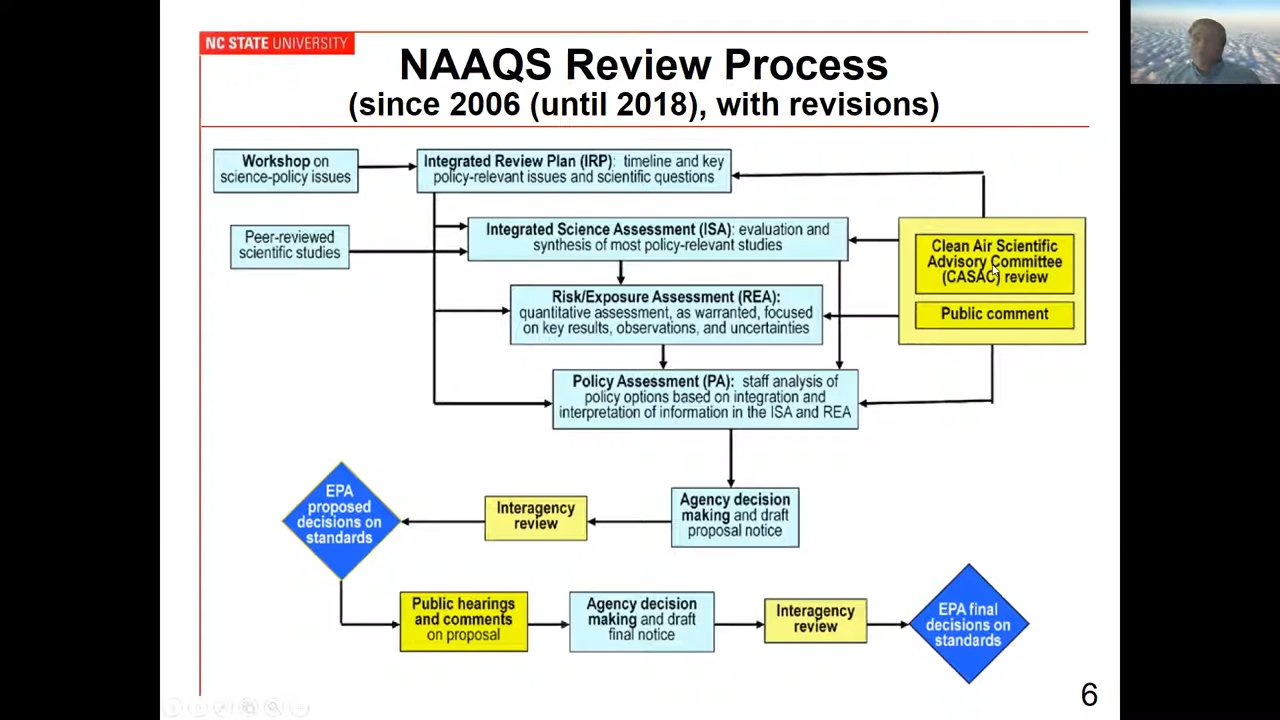 NC STATE UNIVERSITY
NAAQS Review Process
(since 2006 (until 2018), with revisions)
Workshop on
science-policy issues
Integrated Review Plan (IRP): timeline and key
policy-relevant issues and scientific questions
Peer-reviewed
scientific studies
Integrated Science Assessment (ISA): evaluation and
synthesis of most policy-relevant studies
Clean Air Scientific
Advisory Committee
(CASAC) review
Public comment
Risk/Exposure Assessment (REA):
quantitative assessment, as warranted, focused
on key results, observations, and uncertainties
Policy Assessment (PA): staff analysis of
policy options based on integration and
interpretation of information in the ISA and REA
EPA
proposed
decisions on
standards
Interagency
review
Agency decision
making and draft
proposal notice
Public hearings
and comments
on proposal
Agency decision
making and draft
final notice
Interagency
review
EPA final
decisions on
standards
6